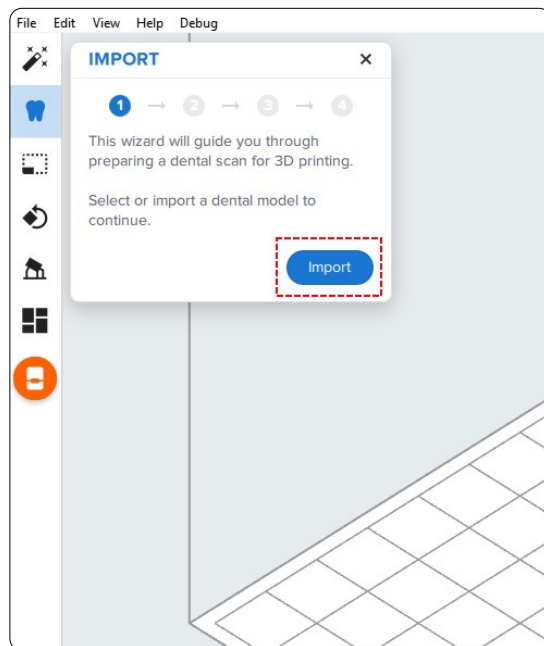 File Edit View Help Debug
IMPORT
1 2 3 4
This wizard will guide you through
preparing a dental scan for 3D printing.
Select or import a dental model to
continue.
Import